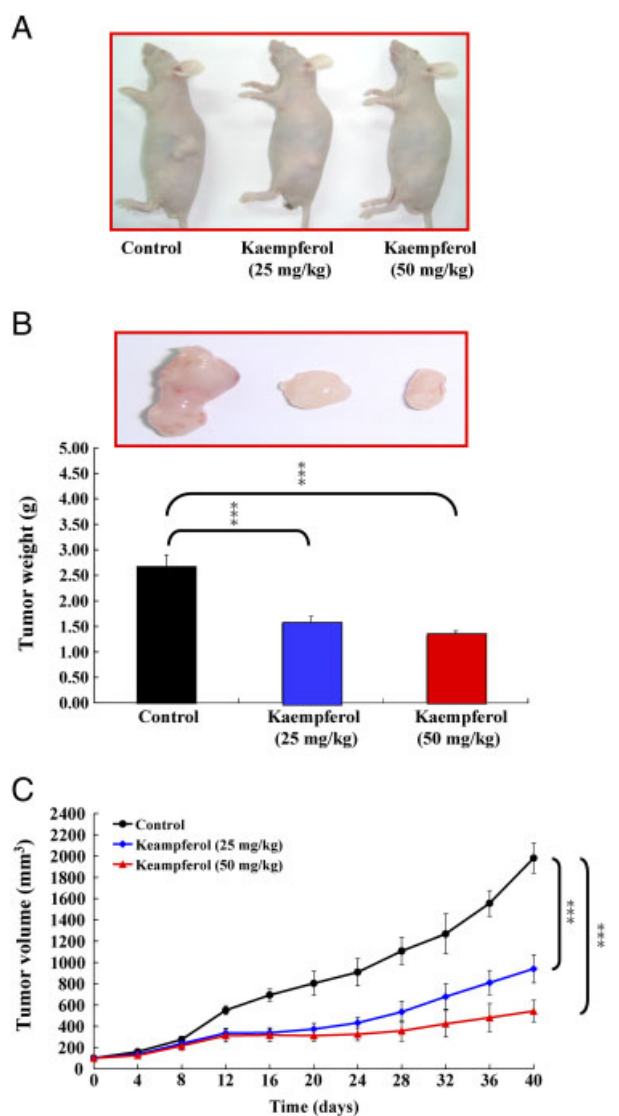 A
Control
Kaempferol
(25 mg/kg)
Kaempferol
(50 mg/kg)
B
Tumor weight (g)
5.00
4.50
4.00
3.50
3.00
2.50
2.00
1.50
1.00
0.50
0.00
***
***
Control
Kaempferol
(25 mg/kg)
Kaempferol
(50 mg/kg)
C
Tumor volume (mm³)
2400
2200
2000
1800
1600
1400
1200
1000
800
600
400
200
0
Control
Keampferol (25 mg/kg)
Keampferol (50 mg/kg)
***
***
0 4 8 12 16 20 24 28 32 36 40
Time (days)